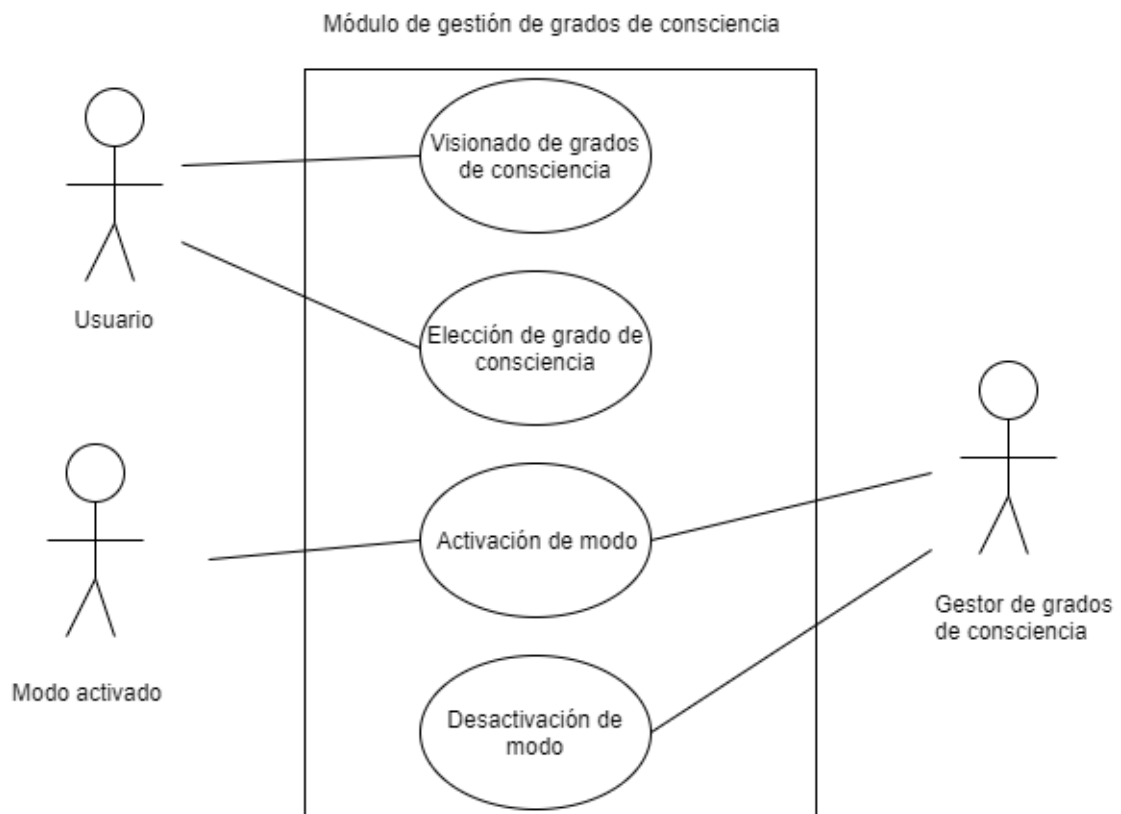 Módulo de gestión de grados de consciencia
Visionado de grados
de consciencia
Usuario
Elección de grado de
consciencia
Activación de modo
Gestor de grados
de consciencia
Modo activado
Desactivación de
modo